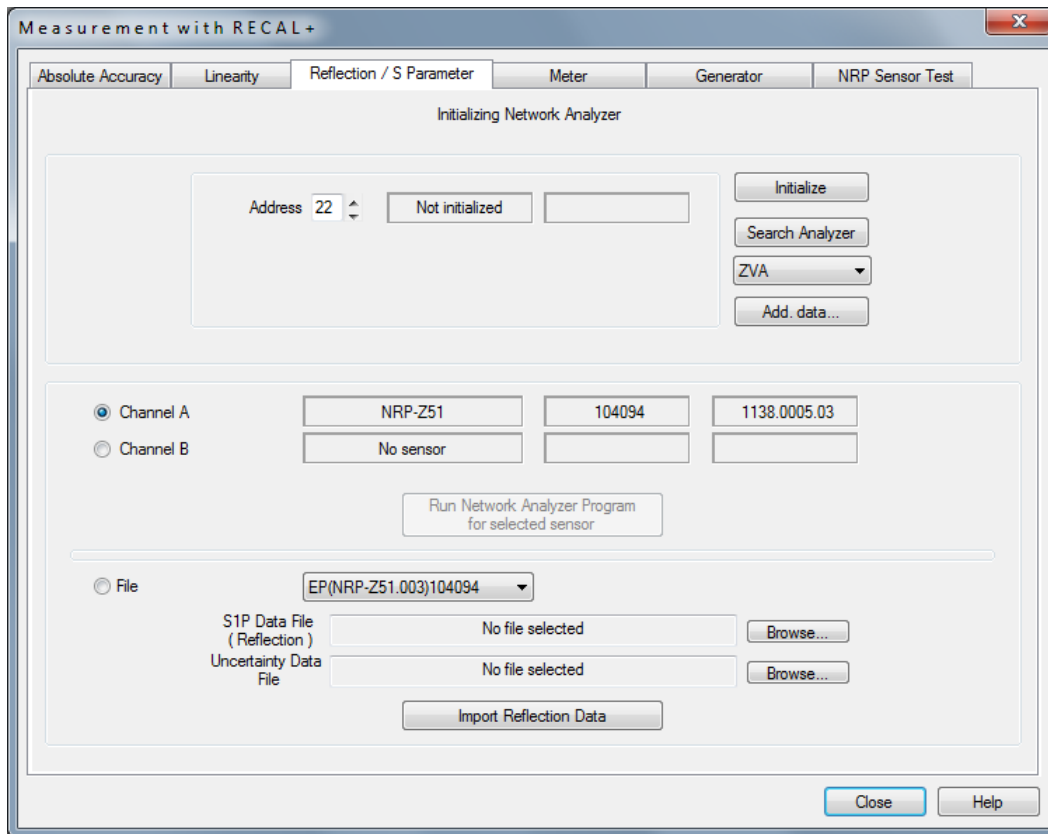 Measurement with RECAL+
Absolute Accuracy Linearity Reflection / S Parameter Meter Generator NRP Sensor Test
Initializing Network Analyzer
Address 22 Not initialized
Initialize
Search Analyzer
ZVA
Add. data...
Channel A NRP-Z51 104094 1138.0005.03
Channel B No sensor
Run Network Analyzer Program
for selected sensor
File EP(NRP-Z51.003)104094
S1P Data File
( Reflection )
No file selected Browse...
Uncertainty Data
File
No file selected Browse...
Import Reflection Data
Close Help